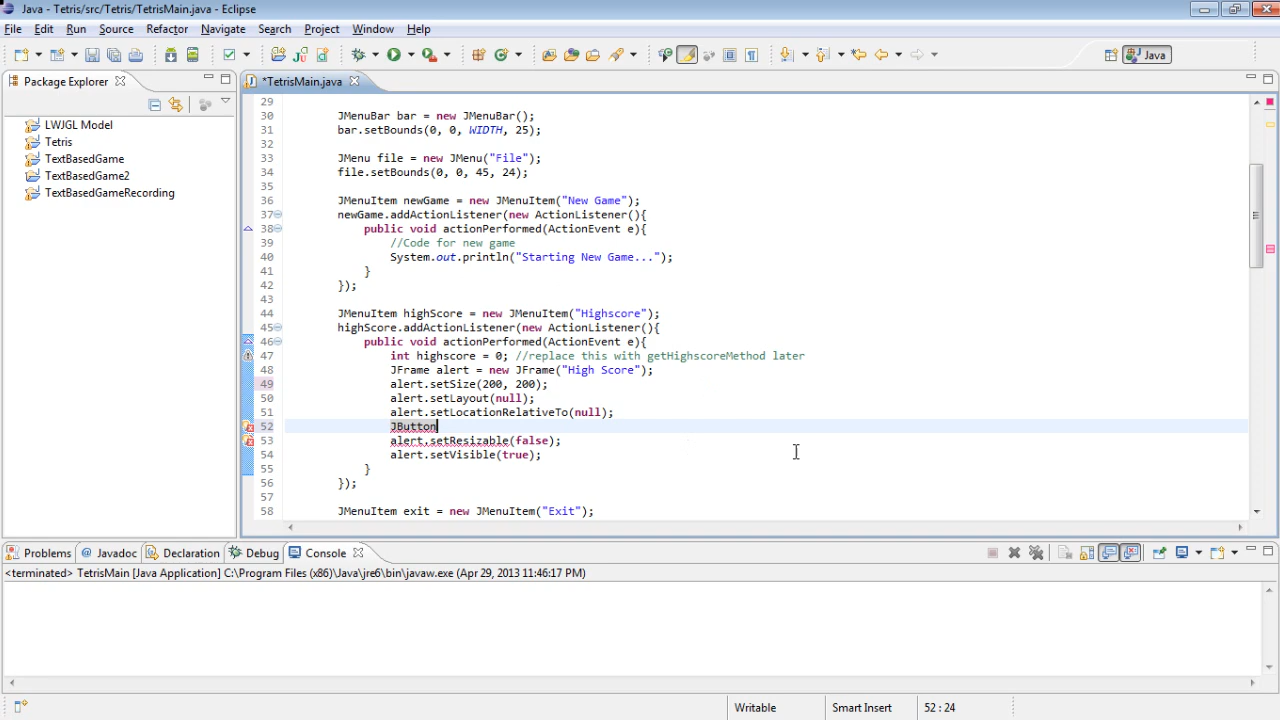 Java - Tetris/src/Tetris/TetrisMain.java - Eclipse
File Edit Run Source Refactor Navigate Search Project Window Help
Java
Package Explorer
*TetrisMain.java
LWJGL Model
Tetris
TextBasedGame
TextBasedGame2
TextBasedGameRecording
29
30 JMenuBar bar = new JMenuBar();
31 bar.setBounds(0, 0, WIDTH, 25);
32
33 JMenu file = new JMenu("File");
34 file.setBounds(0, 0, 45, 24);
35
36 JMenuItem newGame = new JMenuItem("New Game");
37 newGame.addActionListener(new ActionListener(){
38 public void actionPerformed(ActionEvent e){
39 //Code for new game
40 System.out.println("Starting New Game...");
41 }
42 });
43
44 JMenuItem highScore = new JMenuItem("Highscore");
45 highScore.addActionListener(new ActionListener(){
46 public void actionPerformed(ActionEvent e){
47 int highscore = 0; //replace this with getHighscoreMethod later
48 JFrame alert = new JFrame("High Score");
49 alert.setSize(200, 200);
50 alert.setLayout(null);
51 alert.setLocationRelativeTo(null);
52 JButton
53 alert.setResizable(false);
54 alert.setVisible(true);
55 }
56 });
57
58 JMenuItem exit = new JMenuItem("Exit");
Problems Javadoc Declaration Debug Console
<terminated> TetrisMain [Java Application] C:\Program Files (x86)\Java\jre6\bin\javaw.exe (Apr 29, 2013 11:46:17 PM)
Writable Smart Insert 52 : 24